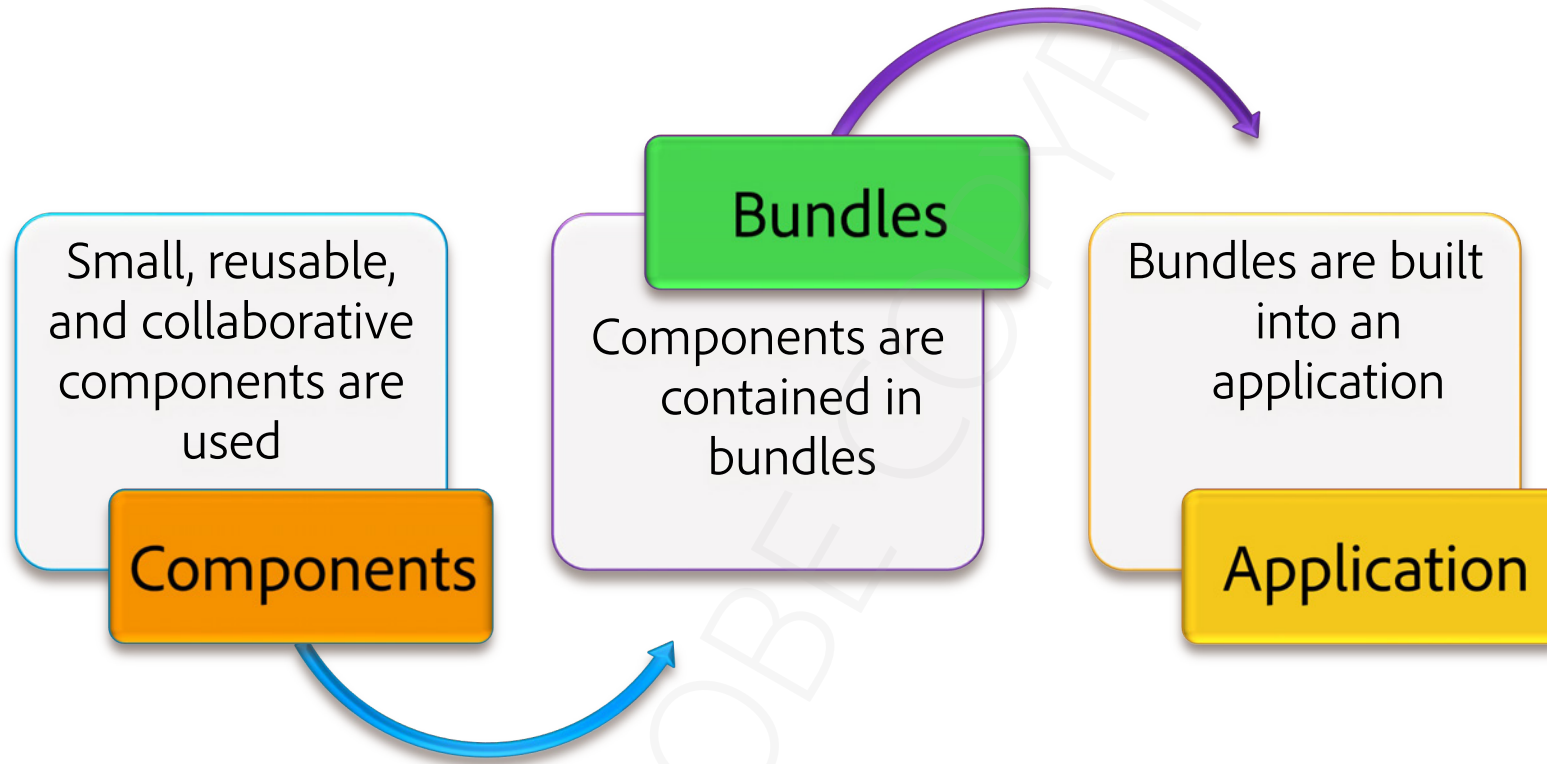 Small, reusable,
and collaborative
components are
used
Components
Bundles
Components are
contained in
bundles
Bundles are built
into an
application
Application